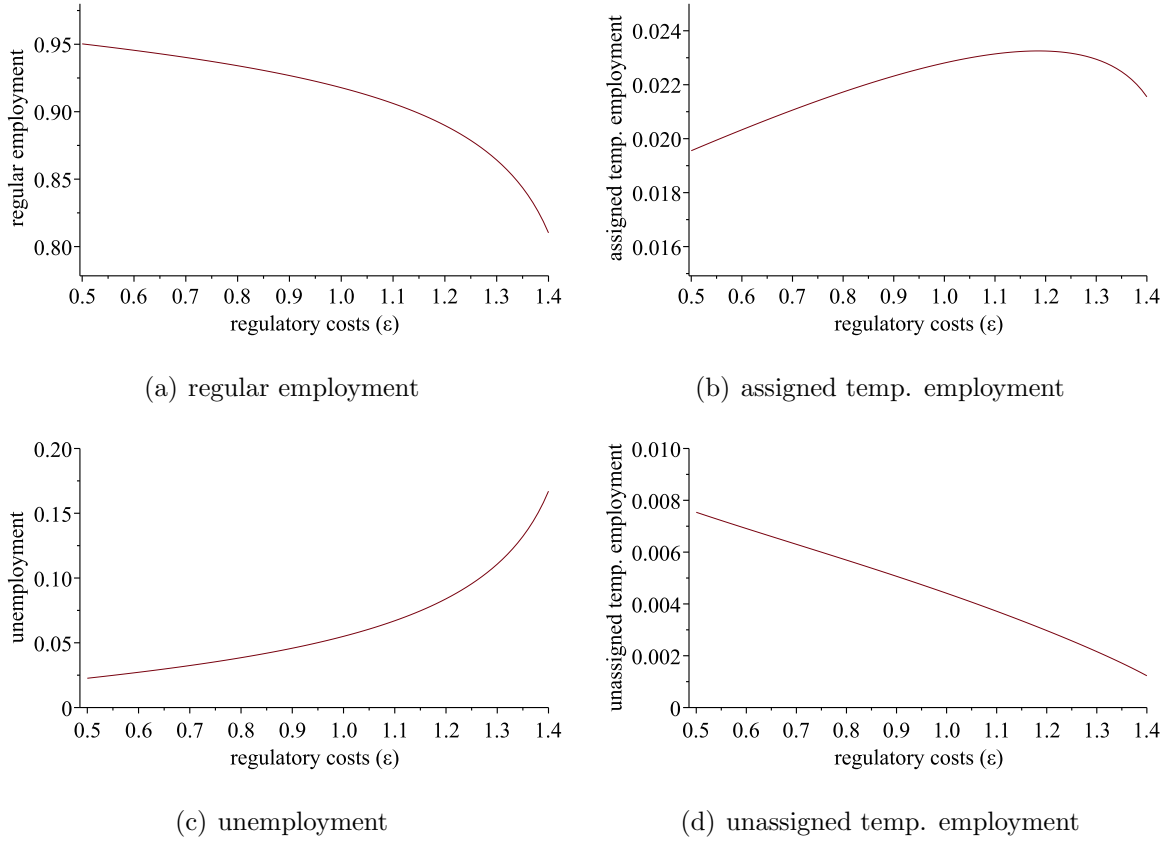 regular employment
0.95
0.90
0.85
0.80
0.5 0.6 0.7 0.8 0.9 1.0 1.1 1.2 1.3 1.4
regulatory costs (ε)
(a) regular employment
assigned temp. employment
0.024
0.022
0.020
0.018
0.016
0.5 0.6 0.7 0.8 0.9 1.0 1.1 1.2 1.3 1.4
regulatory costs (ε)
(b) assigned temp. employment
unemployment
0.20
0.15
0.10
0.05
0
0.5 0.6 0.7 0.8 0.9 1.0 1.1 1.2 1.3 1.4
regulatory costs (ε)
(c) unemployment
unassigned temp. employment
0.010
0.008
0.006
0.004
0.002
0
0.5 0.6 0.7 0.8 0.9 1.0 1.1 1.2 1.3 1.4
regulatory costs (ε)
(d) unassigned temp. employment